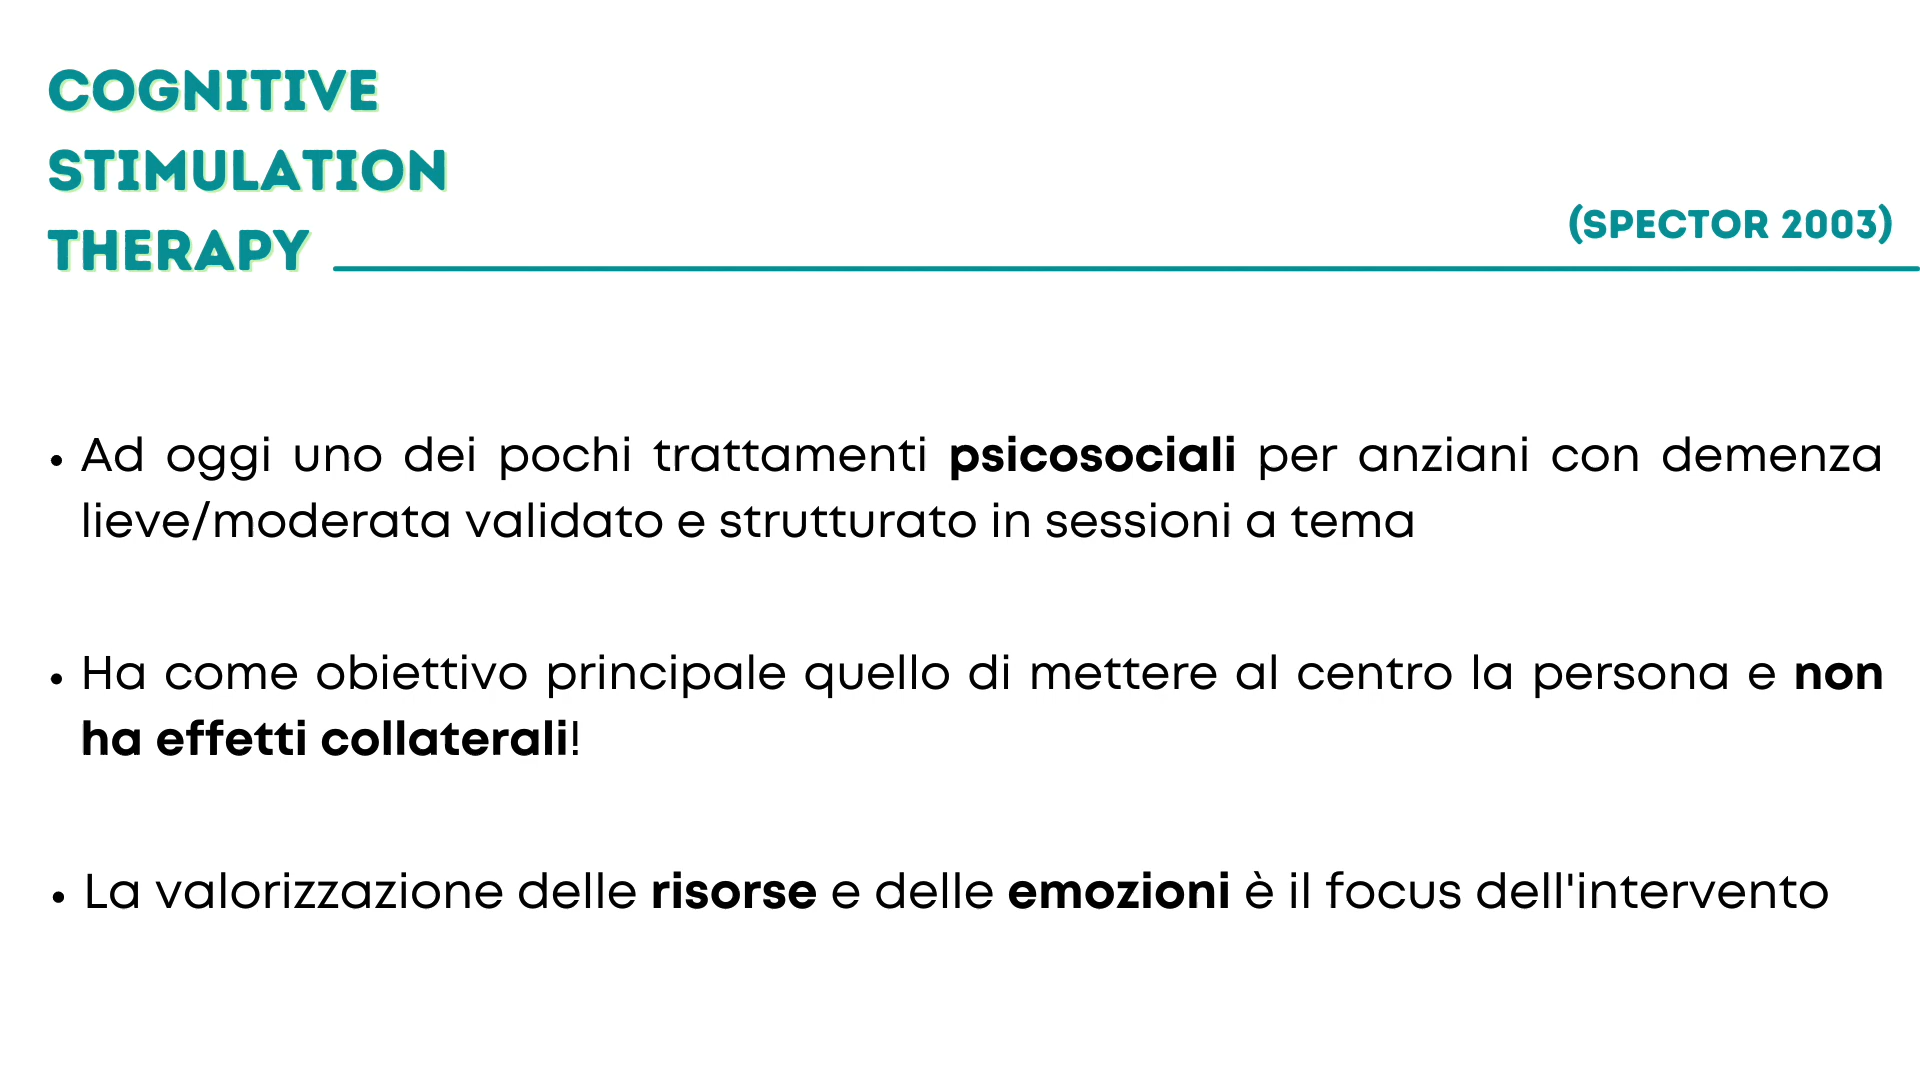 COGNITIVE
STIMULATION
THERAPY
(SPECTOR 2003)
• Ad oggi uno dei pochi trattamenti psicosociali per anziani con demenza
lieve/moderata validato e strutturato in sessioni a tema
• Ha come obiettivo principale quello di mettere al centro la persona e non
ha effetti collaterali!
• La valorizzazione delle risorse e delle emozioni è il focus dell'intervento